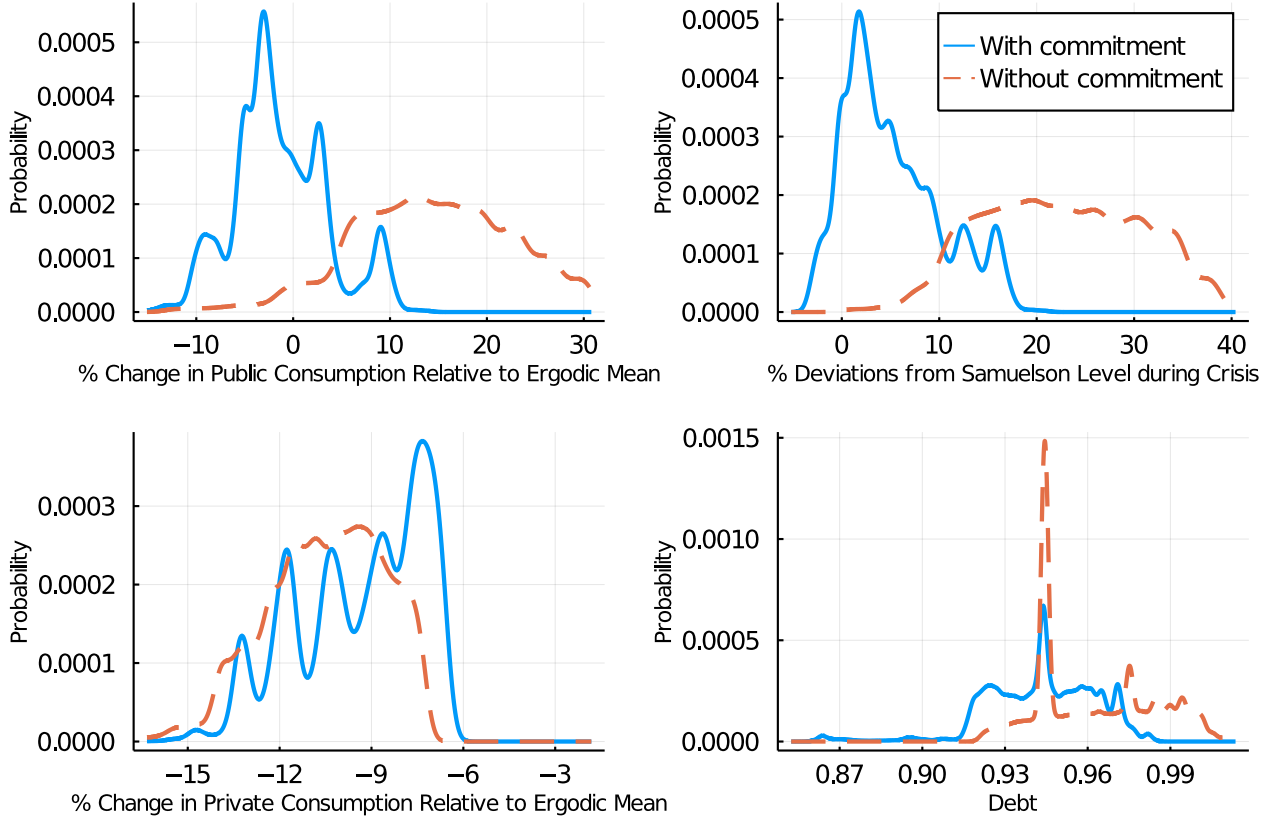 0.0005
0.0004
0.0003
0.0002
0.0001
0.0000
Probability
−10 0 10 20 30
% Change in Public Consumption Relative to Ergodic Mean
0.0005
0.0004
0.0003
0.0002
0.0001
0.0000
Probability
With commitment
Without commitment
0 10 20 30 40
% Deviations from Samuelson Level during Crisis
0.0003
0.0002
0.0001
0.0000
Probability
−15 −12 −9 −6 −3
% Change in Private Consumption Relative to Ergodic Mean
0.0015
0.0010
0.0005
0.0000
Probability
0.87 0.90 0.93 0.96 0.99
Debt